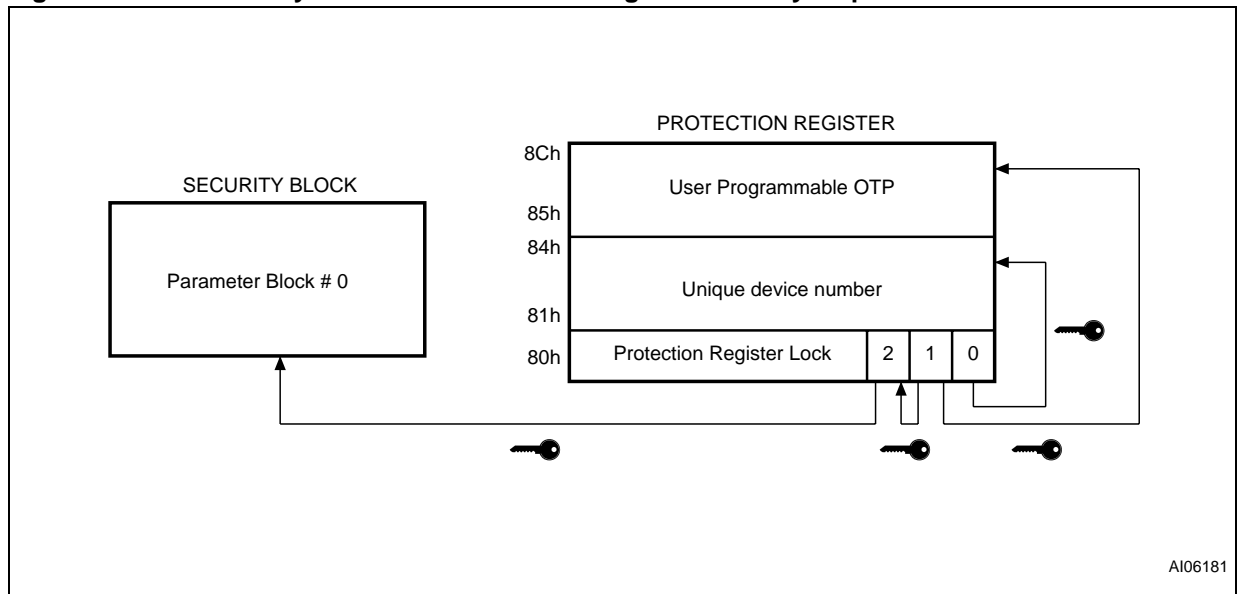 PROTECTION REGISTER
8Ch
User Programmable OTP
SECURITY BLOCK
85h
84h
Parameter Block # 0
Unique device number
81h
80h
Protection Register Lock 2 1 0
AI06181